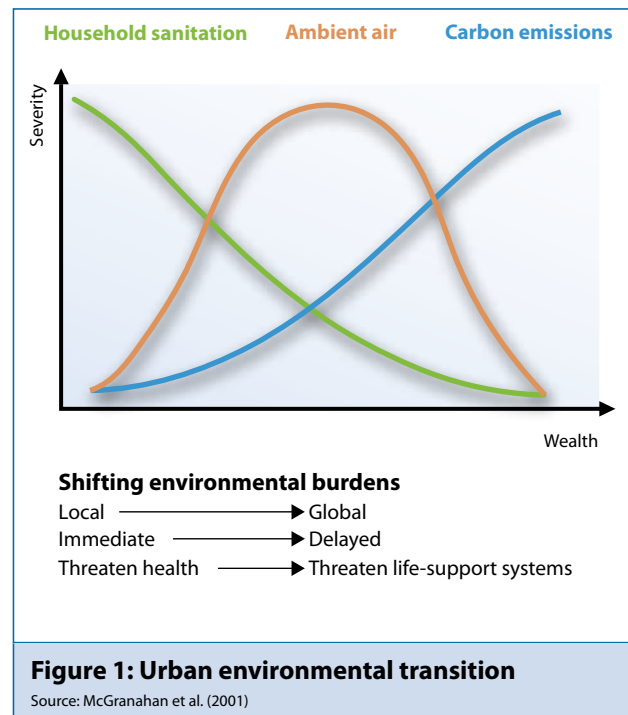 Household sanitation Ambient air Carbon emissions
Severity
Wealth
Shifting environmental burdens
Local Global
Immediate Delayed
Threaten health Threaten life-support systems
Figure 1: Urban environmental transition
Source: McGranahan et al. (2001)